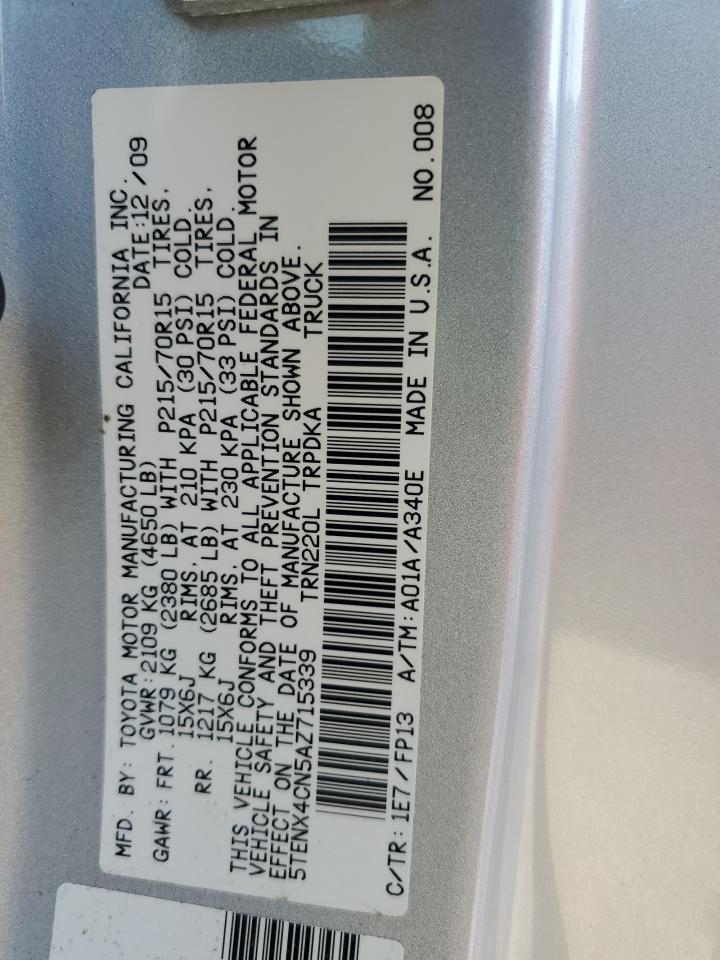 MFD. BY: TOYOTA MOTOR MANUFACTURING CALIFORNIA INC.
GVWR: 2109 KG (4650 LB) DATE: 12/09
GAWR: FRT. 1079 KG (2380 LB) WITH P215/70R15 TIRES,
15X6J RIMS, AT 210 KPA (30 PSI) COLD.
RR. 1217 KG (2685 LB) WITH P215/70R15 TIRES,
15X6J RIMS, AT 230 KPA (33 PSI) COLD.
THIS VEHICLE CONFORMS TO ALL APPLICABLE FEDERAL MOTOR
VEHICLE SAFETY AND THEFT PREVENTION STANDARDS IN
EFFECT ON THE DATE OF MANUFACTURE SHOWN ABOVE.
5TENX4CN5AZ715339 TRN220L TRPDKA TRUCK
C/TR: 1E7/FP13 A/TM: A01A/A340E MADE IN U.S.A. NO.008